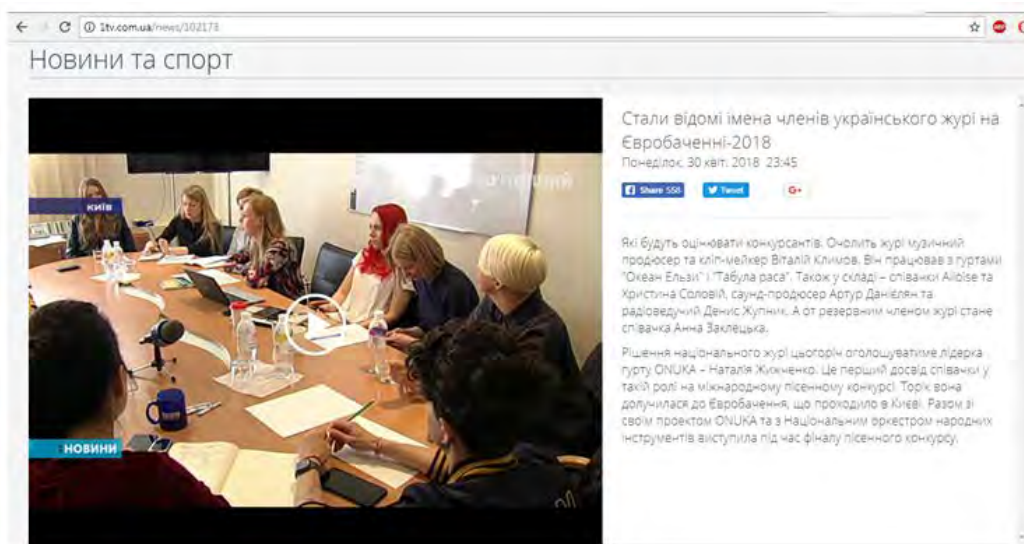 1tv.com.ua/news/102173
Новини та спорт
КИЇВ
НОВИНИ
Стали відомі імена членів українського журі на
Євробаченні-2018
Понеділок, 30 квіт. 2018 23:45
Share 556
Tweet
G+
Які будуть оцінювати конкурсантів. Очолить журі музичний
продюсер та кліп-мейкер Віталій Климов. Він працював з гуртами
"Океан Ельзи" і "Табула раса". Також у складі – співачки Ailoise та
Христина Соловій, саунд-продюсер Артур Данієлян та
радіоведучий Денис Жупник. А от резервним членом журі стане
співачка Анна Заклецька.
Рішення національного журі цьогоріч оголошуватиме лідерка
гурту ONUKA – Наталія Жижченко. Це перший досвід співачки у
такій ролі на міжнародному пісенному конкурсі. Торік вона
долучилася до Євробачення, що проходило в Києві. Разом зі
своїм проектом ONUKA та з Національним оркестром народних
інструментів виступила під час фіналу пісенного конкурсу.